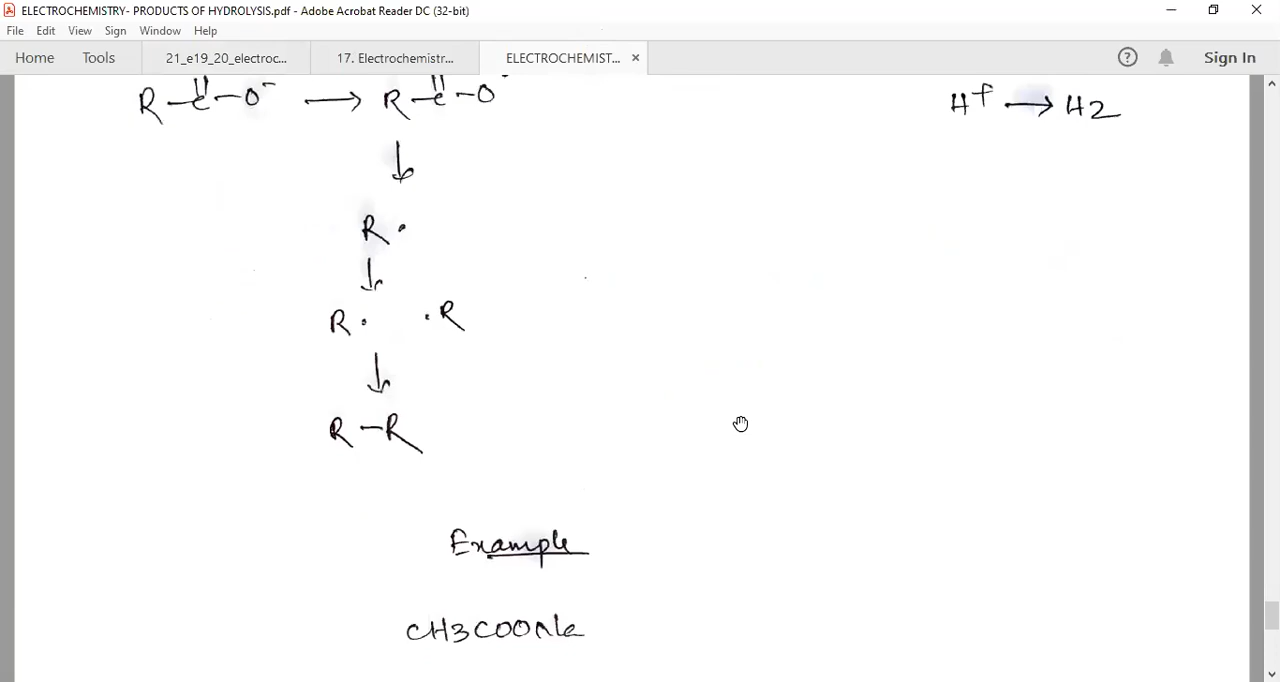 ELECTROCHEMISTRY- PRODUCTS OF HYDROLYSIS.pdf - Adobe Acrobat Reader DC (32-bit)
File Edit View Sign Window Help
Home Tools 21_e19_20_electroc... 17. Electrochemistr... ELECTROCHEMIST... × Sign In
R-C-O⁻ → R-C-O H⁺ → H2
↓
R·
↓
R· ·R
↓
R-R
Example
CH3COONa